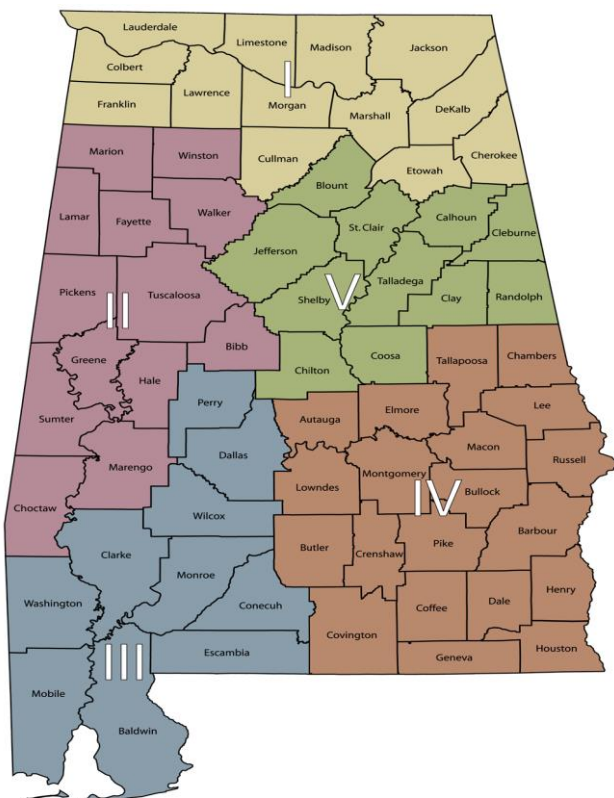 Lauderdale
Limestone
Madison
Jackson
Colbert
Lawrence
I
Franklin
Morgan
Marshall
DeKalb
Cullman
Etowah
Cherokee
Marion
Winston
Blount
Lamar
Fayette
Walker
St. Clair
Calhoun
Cleburne
Jefferson
Talladega
Pickens
Tuscaloosa
II
Shelby
V
Clay
Randolph
Greene
Hale
Bibb
Chilton
Coosa
Tallapoosa
Chambers
Sumter
Perry
Autauga
Elmore
Lee
Marengo
Dallas
Macon
Russell
Choctaw
Lowndes
Montgomery
Bullock
IV
Wilcox
Clarke
Butler
Crenshaw
Pike
Barbour
Monroe
Washington
Conecuh
Coffee
Dale
Henry
Covington
III
Escambia
Geneva
Houston
Mobile
Baldwin